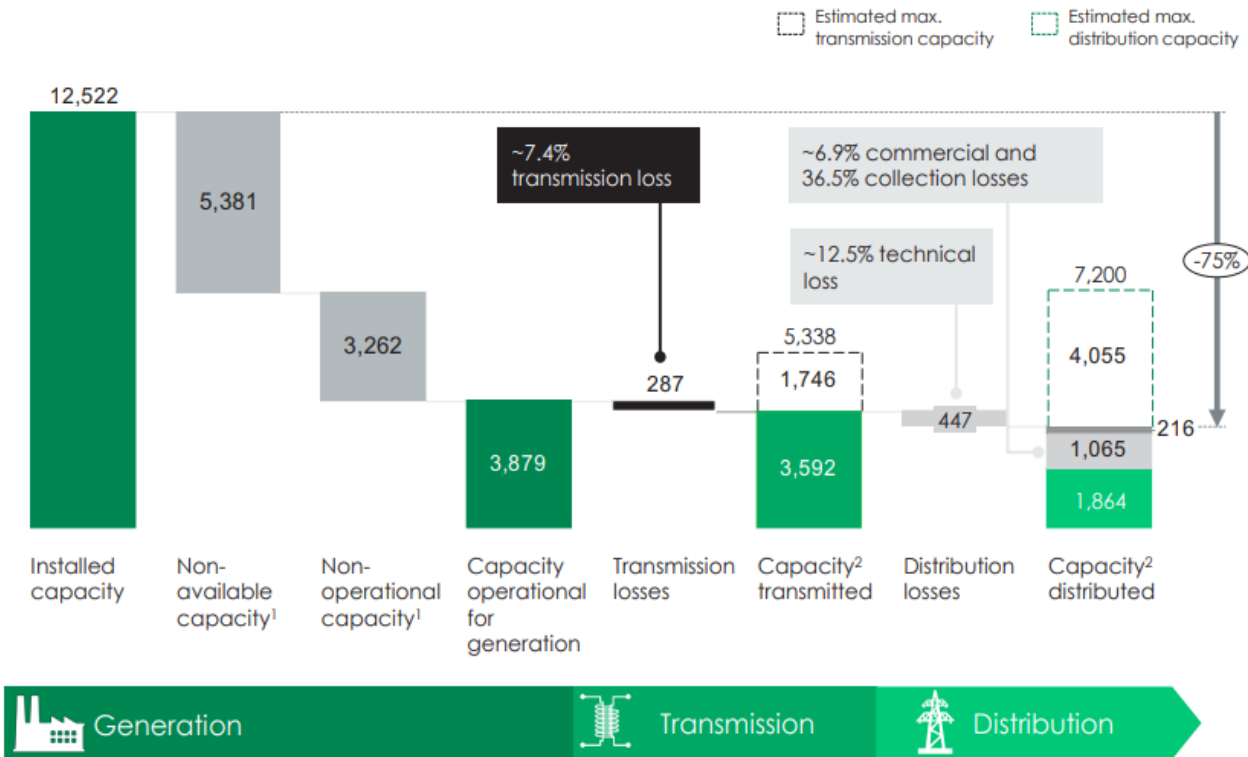 Estimated max.
transmission capacity
Estimated max.
distribution capacity
12,522
5,381
3,262
3,879
~7.4%
transmission loss
287
5,338
1,746
3,592
~6.9% commercial and
36.5% collection losses
~12.5% technical
loss
447
-75%
7,200
4,055
216
1,065
1,864
Installed
capacity
Non-
available
capacity¹
Non-
operational
capacity¹
Capacity
operational
for
generation
Transmission
losses
Capacity²
transmitted
Distribution
losses
Capacity²
distributed
Generation
Transmission
Distribution